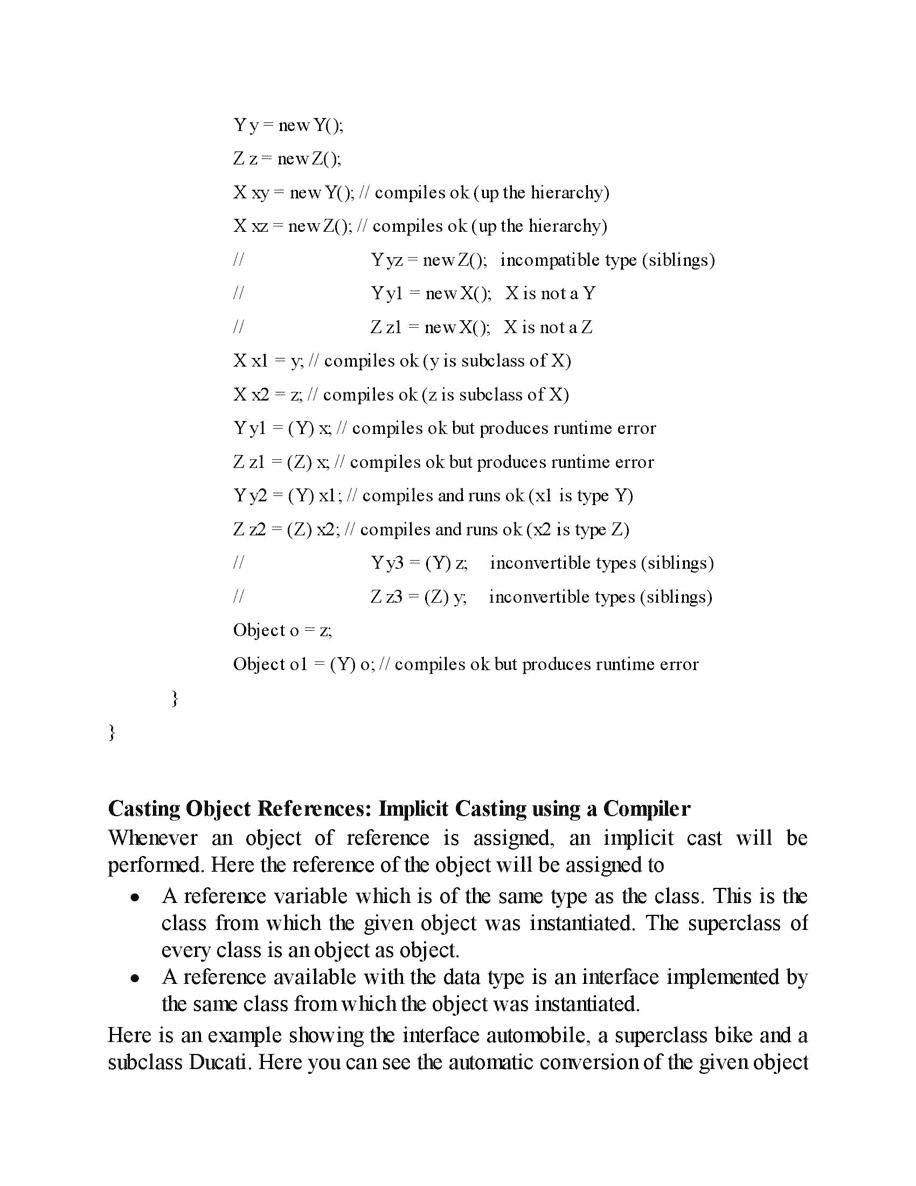 Y y = new Y();
Z z = new Z();
X xy = new Y(); // compiles ok (up the hierarchy)
X xz = new Z(); // compiles ok (up the hierarchy)
// Y yz = new Z(); incompatible type (siblings)
// Y y1 = new X(); X is not a Y
// Z z1 = new X(); X is not a Z
X x1 = y; // compiles ok (y is subclass of X)
X x2 = z; // compiles ok (z is subclass of X)
Y y1 = (Y) x; // compiles ok but produces runtime error
Z z1 = (Z) x; // compiles ok but produces runtime error
Y y2 = (Y) x1; // compiles and runs ok (x1 is type Y)
Z z2 = (Z) x2; // compiles and runs ok (x2 is type Z)
// Y y3 = (Y) z; inconvertible types (siblings)
// Z z3 = (Z) y; inconvertible types (siblings)
Object o = z;
Object o1 = (Y) o; // compiles ok but produces runtime error
}
}
Casting Object References: Implicit Casting using a Compiler
Whenever an object of reference is assigned, an implicit cast will be
performed. Here the reference of the object will be assigned to
• A reference variable which is of the same type as the class. This is the
class from which the given object was instantiated. The superclass of
every class is an object as object.
• A reference available with the data type is an interface implemented by
the same class from which the object was instantiated.
Here is an example showing the interface automobile, a superclass bike and a
subclass Ducati. Here you can see the automatic conversion of the given object